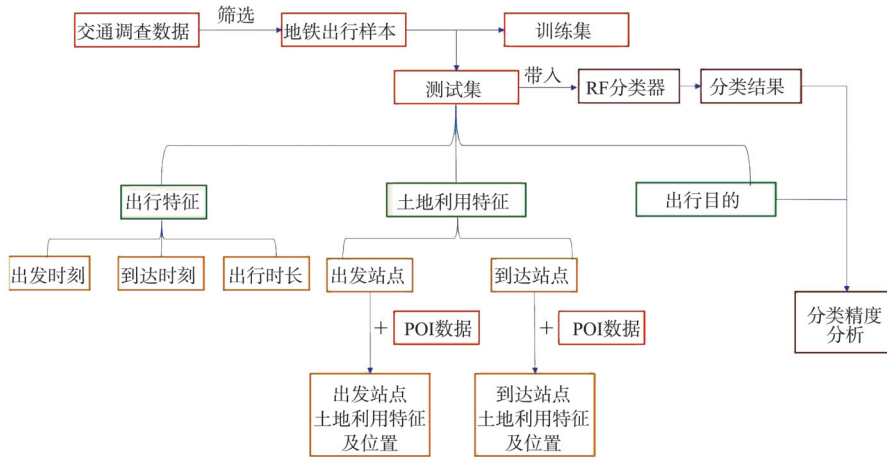 交通调查数据
筛选
地铁出行样本
训练集
测试集
带入
RF分类器
分类结果
出行特征
土地利用特征
出行目的
出发时刻
到达时刻
出行时长
出发站点
到达站点
+
POI数据
+
POI数据
分类精度
分析
出发站点
土地利用特征
及位置
到达站点
土地利用特征
及位置